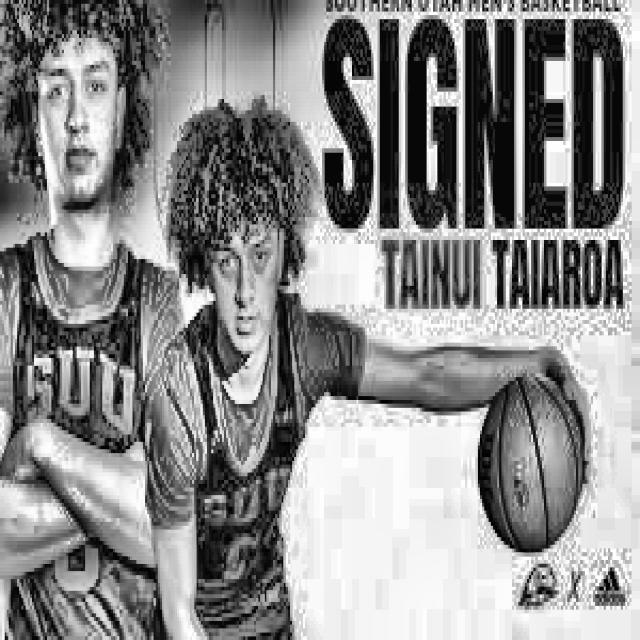 SOUTHERN UTAH MEN'S BASKETBALL
SIGNED
TAINUI TAIAROA
SUU
X